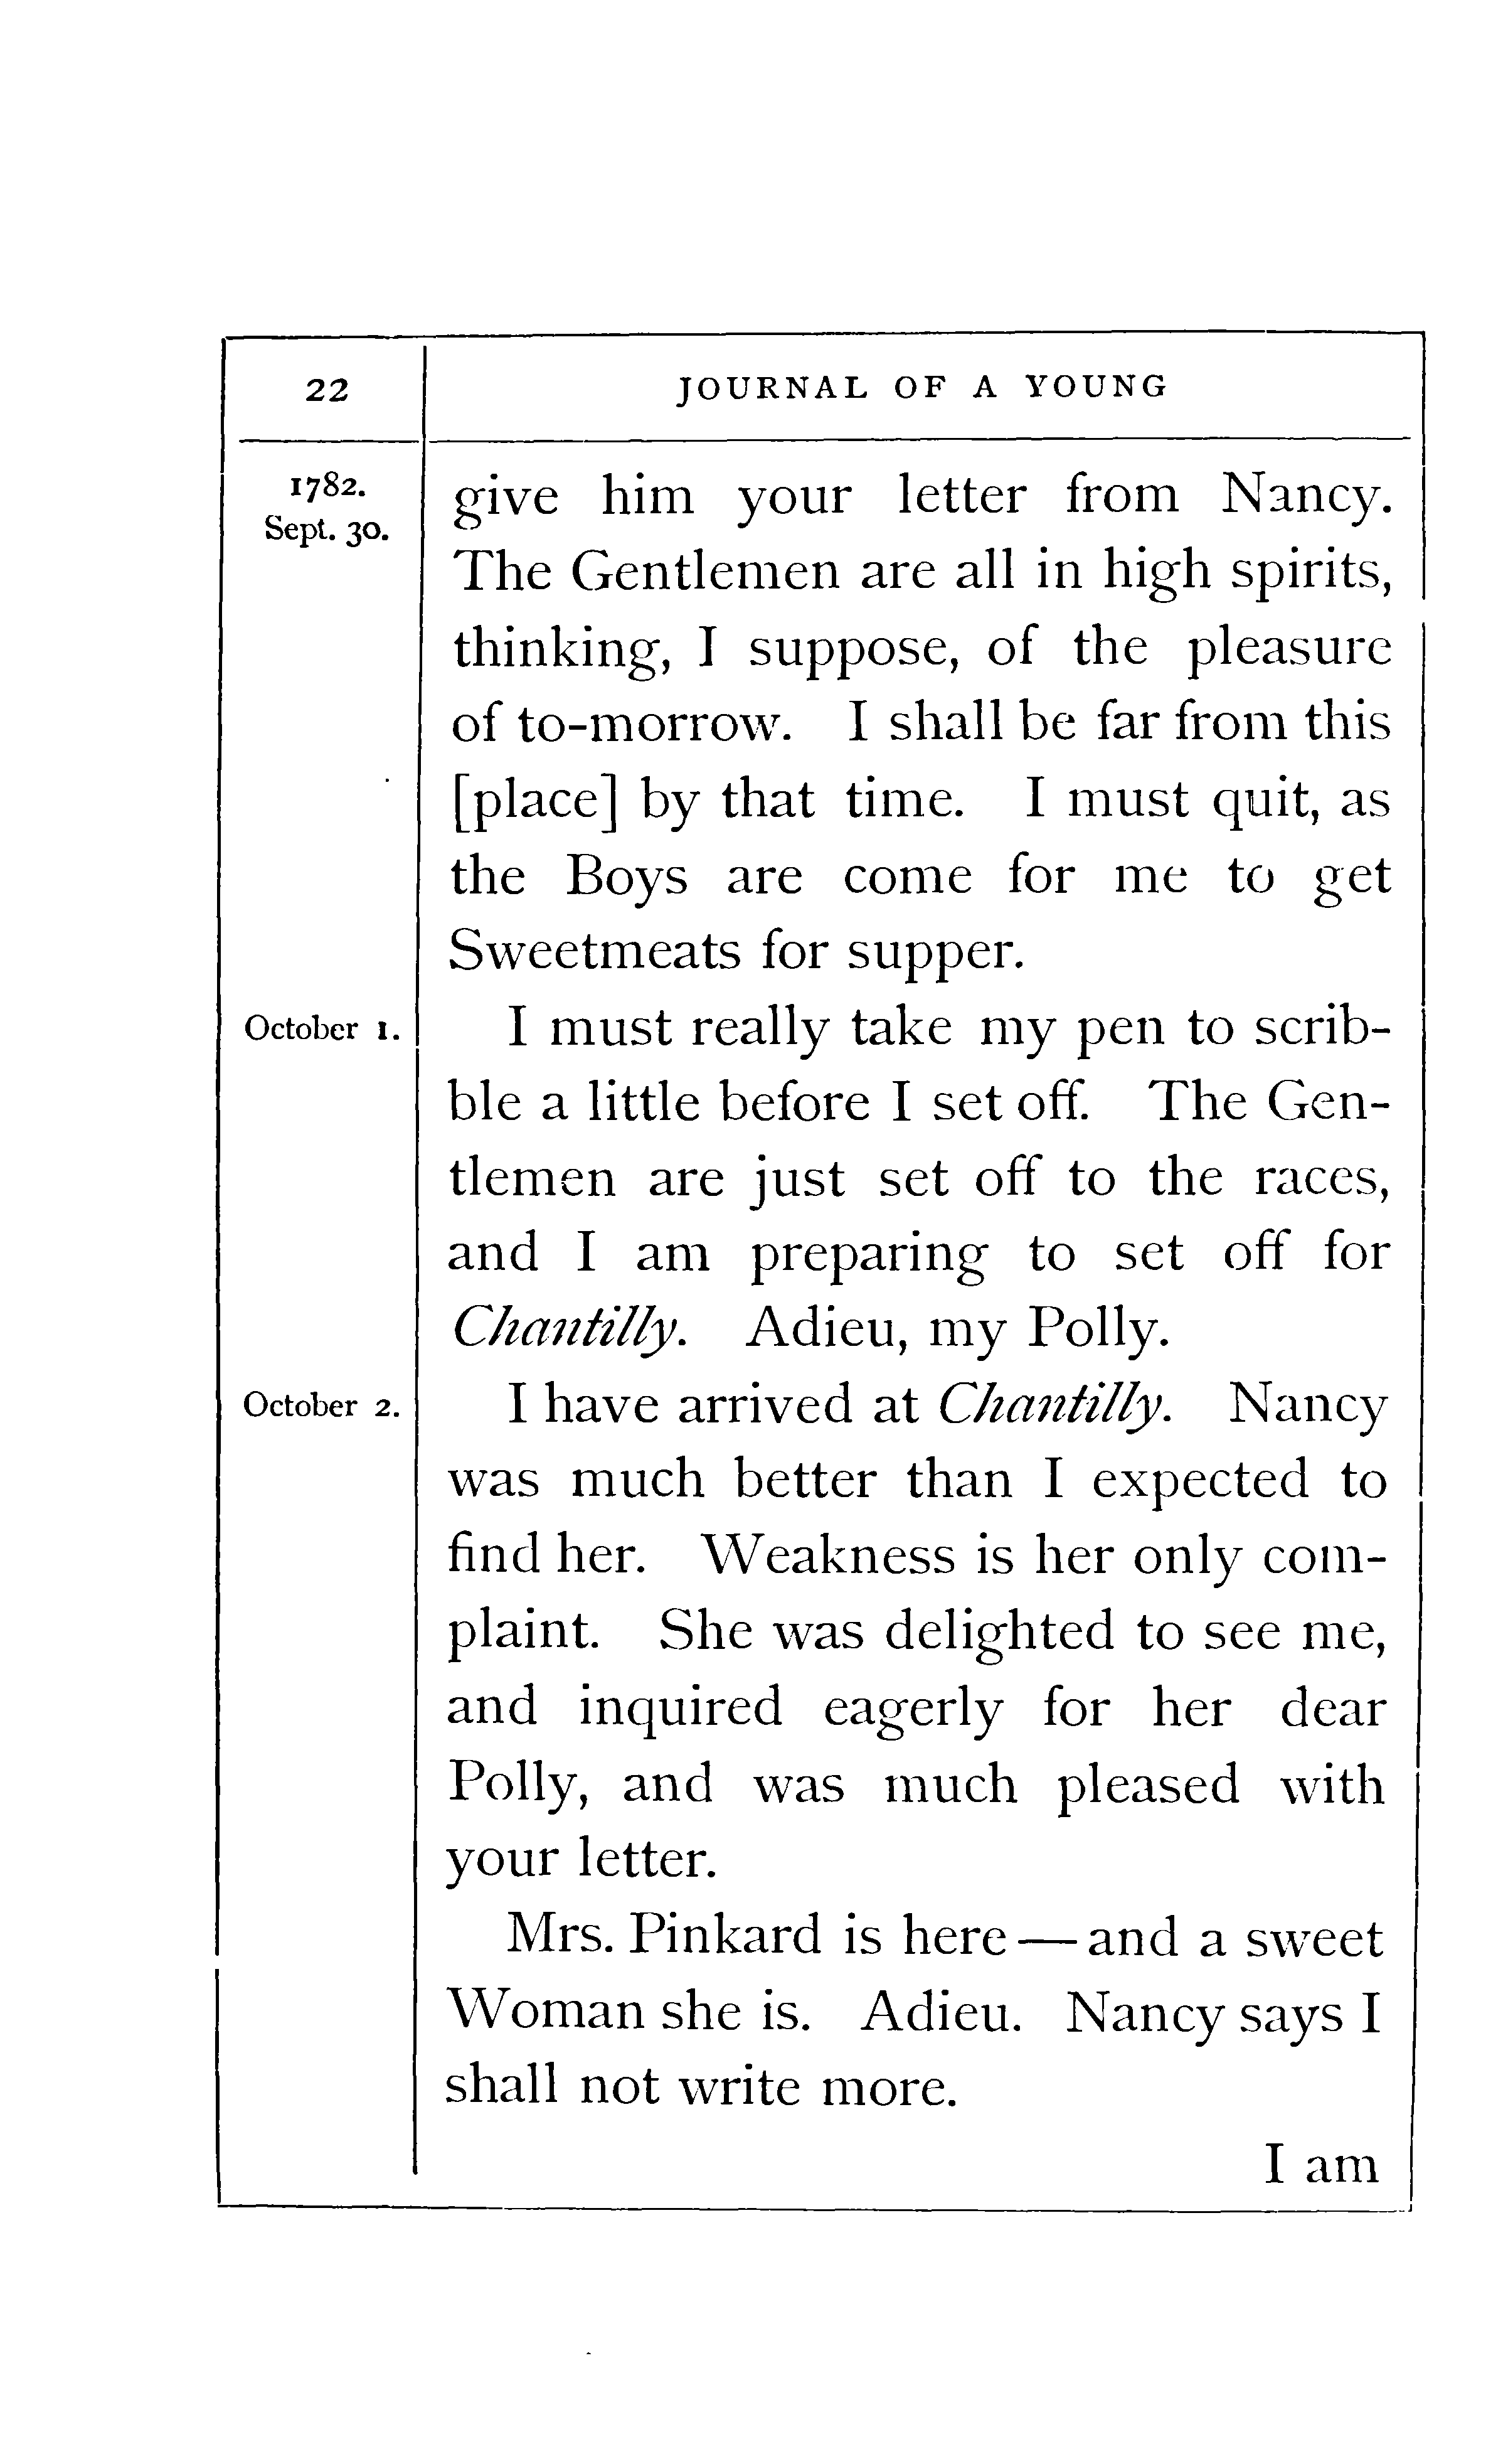 22
JOURNAL OF A YOUNG
1782.
Sept. 30.
give him your letter from Nancy.
The Gentlemen are all in high spirits,
thinking, I suppose, of the pleasure
of to-morrow. I shall be far from this
[place] by that time. I must quit, as
the Boys are come for me to get
Sweetmeats for supper.
October 1.
I must really take my pen to scrib-
ble a little before I set off. The Gen-
tlemen are just set off to the races,
and I am preparing to set off for
Chantilly. Adieu, my Polly.
October 2.
I have arrived at Chantilly. Nancy
was much better than I expected to
find her. Weakness is her only com-
plaint. She was delighted to see me,
and inquired eagerly for her dear
Polly, and was much pleased with
your letter.
Mrs. Pinkard is here—and a sweet
Woman she is. Adieu. Nancy says I
shall not write more.
I am